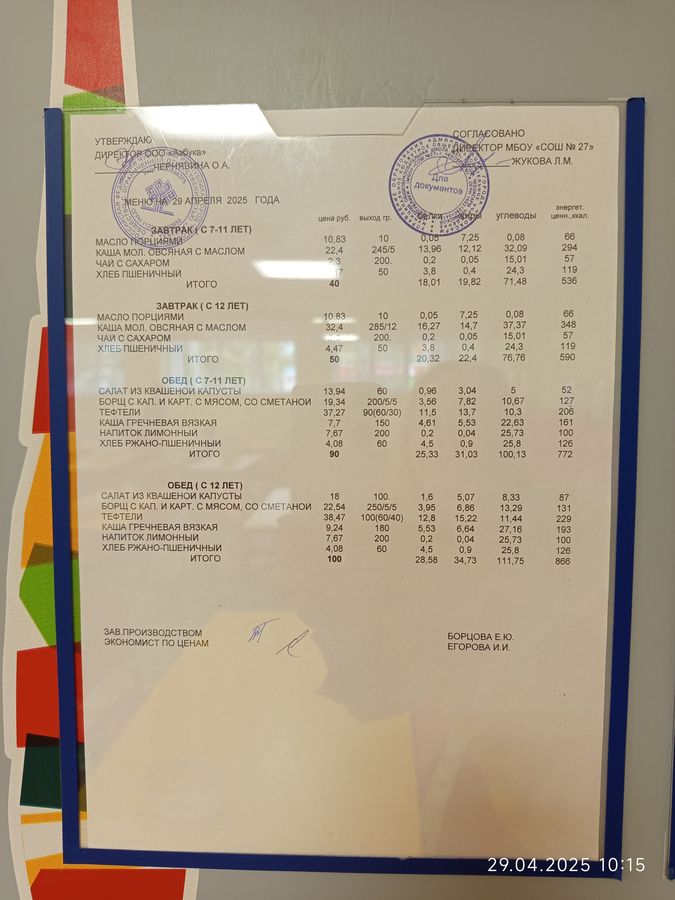 УТВЕРЖДАЮ
ДИРЕКТОР ООО «Азбука»
ЧЕРНЯВИНА О.А.
СОГЛАСОВАНО
ДИРЕКТОР МБОУ «СОШ № 27»
ЖУКОВА Л.М.
Для документов
МЕНЮ НА 29 АПРЕЛЯ 2025 ГОДА
цена руб. выход гр. белки жиры углеводы энергет. ценн.,ккал.
ЗАВТРАК ( С 7-11 ЛЕТ)
МАСЛО ПОРЦИЯМИ 10,83 10 0,05 7,25 0,08 66
КАША МОЛ. ОВСЯНАЯ С МАСЛОМ 22,4 245/5 13,96 12,12 32,09 294
ЧАЙ С САХАРОМ 200. 0,2 0,05 15,01 57
ХЛЕБ ПШЕНИЧНЫЙ 50 3,8 0,4 24,3 119
ИТОГО 40 18,01 19,82 71,48 536
ЗАВТРАК ( С 12 ЛЕТ)
МАСЛО ПОРЦИЯМИ 10,83 10 0,05 7,25 0,08 66
КАША МОЛ. ОВСЯНАЯ С МАСЛОМ 32,4 285/12 16,27 14,7 37,37 348
ЧАЙ С САХАРОМ 200. 0,2 0,05 15,01 57
ХЛЕБ ПШЕНИЧНЫЙ 4,47 50 3,8 0,4 24,3 119
ИТОГО 50 20,32 22,4 76,76 590
ОБЕД ( С 7-11 ЛЕТ)
САЛАТ ИЗ КВАШЕНОЙ КАПУСТЫ 13,94 60 0,96 3,04 5 52
БОРЩ С КАП. И КАРТ. С МЯСОМ, СО СМЕТАНОЙ 19,34 200/5/5 3,56 7,82 10,67 127
ТЕФТЕЛИ 37,27 90(60/30) 11,5 13,7 10,3 206
КАША ГРЕЧНЕВАЯ ВЯЗКАЯ 7,7 150 4,61 5,53 22,63 161
НАПИТОК ЛИМОННЫЙ 7,67 200 0,2 0,04 25,73 100
ХЛЕБ РЖАНО-ПШЕНИЧНЫЙ 4,08 60 4,5 0,9 25,8 126
ИТОГО 90 25,33 31,03 100,13 772
ОБЕД ( С 12 ЛЕТ)
САЛАТ ИЗ КВАШЕНОЙ КАПУСТЫ 18 100. 1,6 5,07 8,33 87
БОРЩ С КАП. И КАРТ. С МЯСОМ, СО СМЕТАНОЙ 22,54 250/5/5 3,95 6,86 13,29 131
ТЕФТЕЛИ 38,47 100(60/40) 12,8 15,22 11,44 229
КАША ГРЕЧНЕВАЯ ВЯЗКАЯ 9,24 180 5,53 6,64 27,16 193
НАПИТОК ЛИМОННЫЙ 7,67 200 0,2 0,04 25,73 100
ХЛЕБ РЖАНО-ПШЕНИЧНЫЙ 4,08 60 4,5 0,9 25,8 126
ИТОГО 100 28,58 34,73 111,75 866
ЗАВ.ПРОИЗВОДСТВОМ БОРЦОВА Е.Ю.
ЭКОНОМИСТ ПО ЦЕНАМ ЕГОРОВА И.И.
29.04.2025 10:15